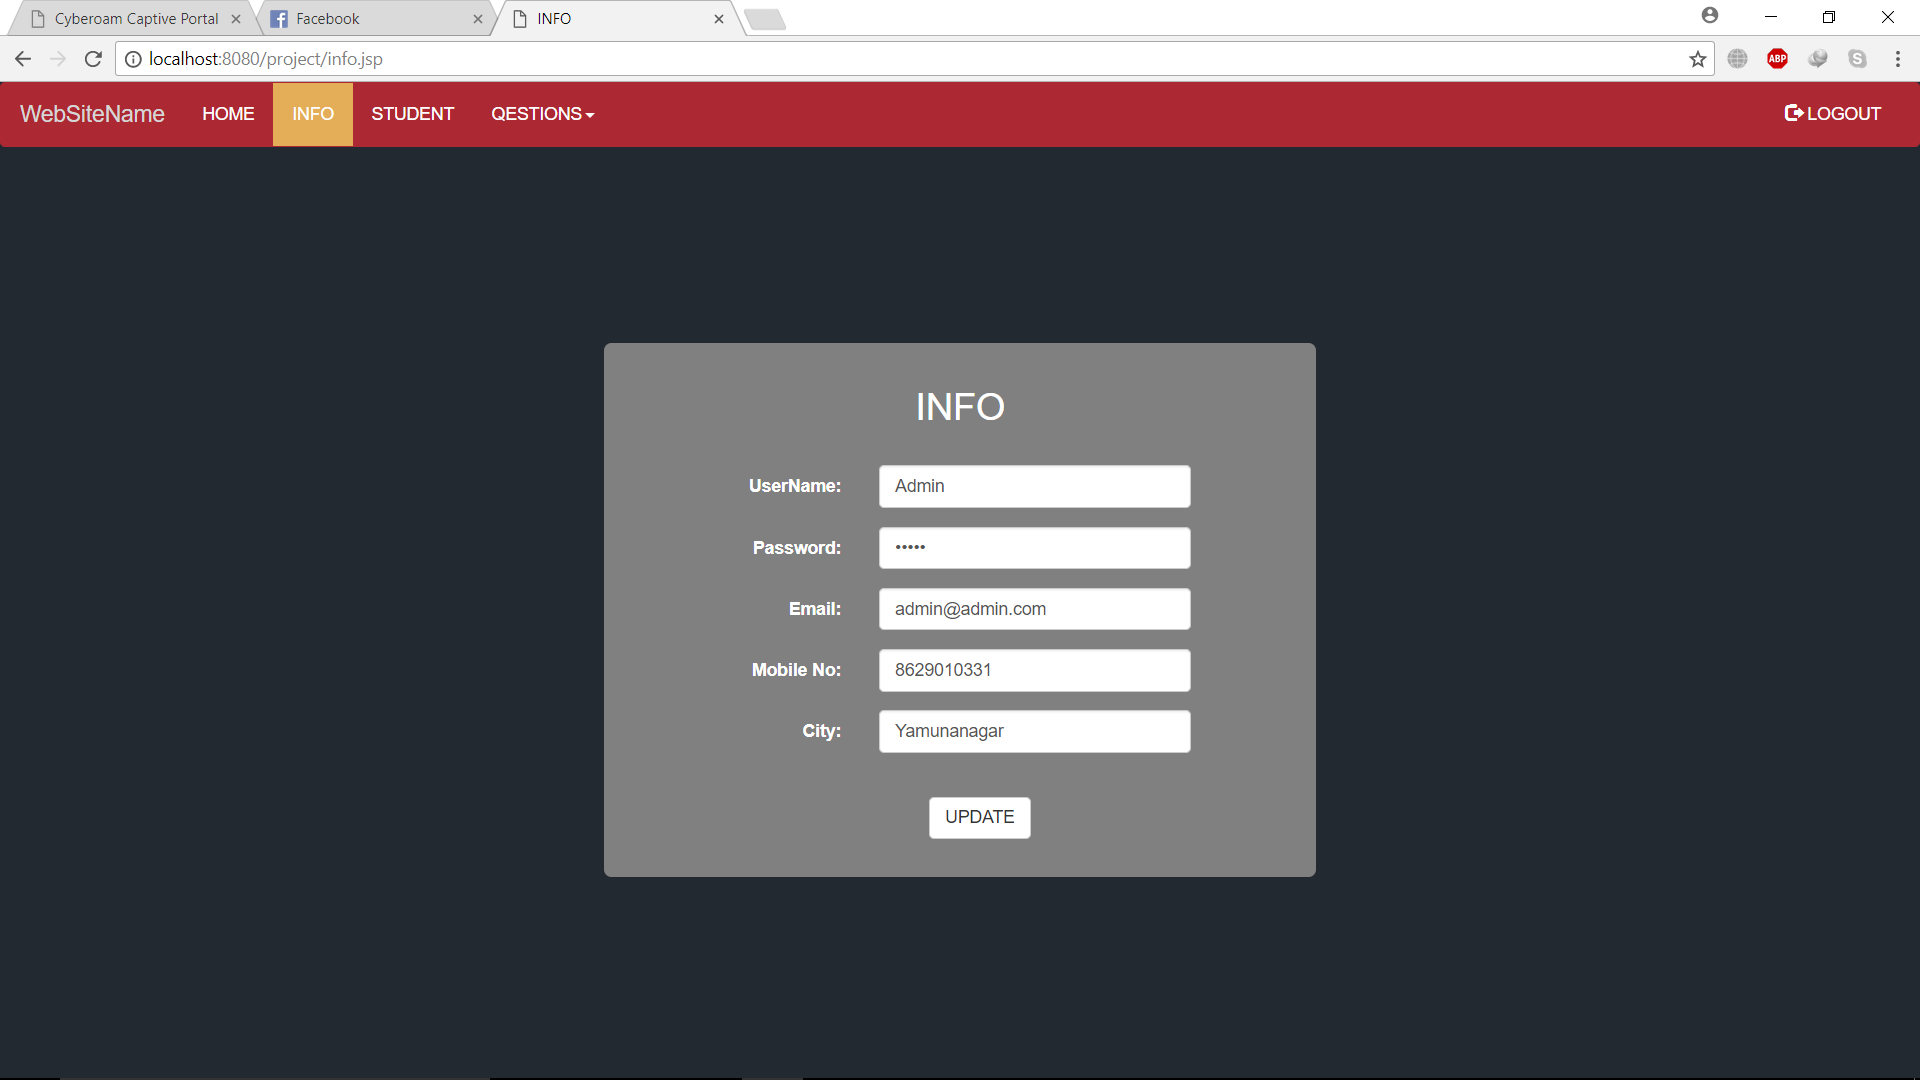 Cyberoam Captive Portal
Facebook
INFO
localhost:8080/project/info.jsp
ABP
S
WebSiteName HOME INFO STUDENT QESTIONS LOGOUT
INFO
UserName: Admin
Password: •••••
Email: admin@admin.com
Mobile No: 8629010331
City: Yamunanagar
UPDATE